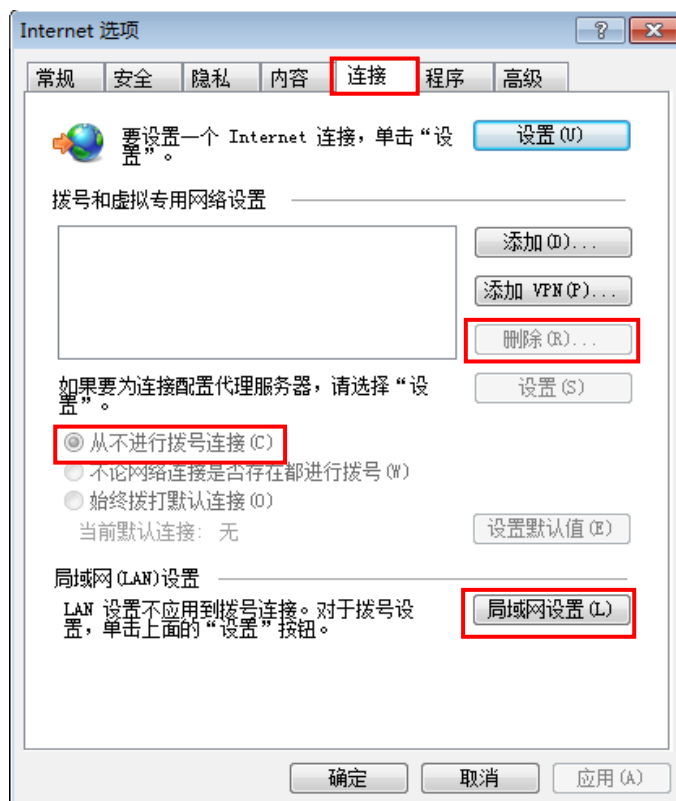 Internet 选项
常规 安全 隐私 内容 连接 程序 高级
要设置一个 Internet 连接，单击“设
置”。
设置(U)
拨号和虚拟专用网络设置
添加(D)...
添加 VPN(P)...
删除(R)...
如果要为连接配置代理服务器，请选择“设
置”。
设置(S)
从不进行拨号连接(C)
不论网络连接是否存在都进行拨号(W)
始终拨打默认连接(O)
当前默认连接: 无
设置默认值(E)
局域网(LAN)设置
LAN 设置不应用到拨号连接。对于拨号设
置，单击上面的“设置”按钮。
局域网设置(L)
确定 取消 应用(A)